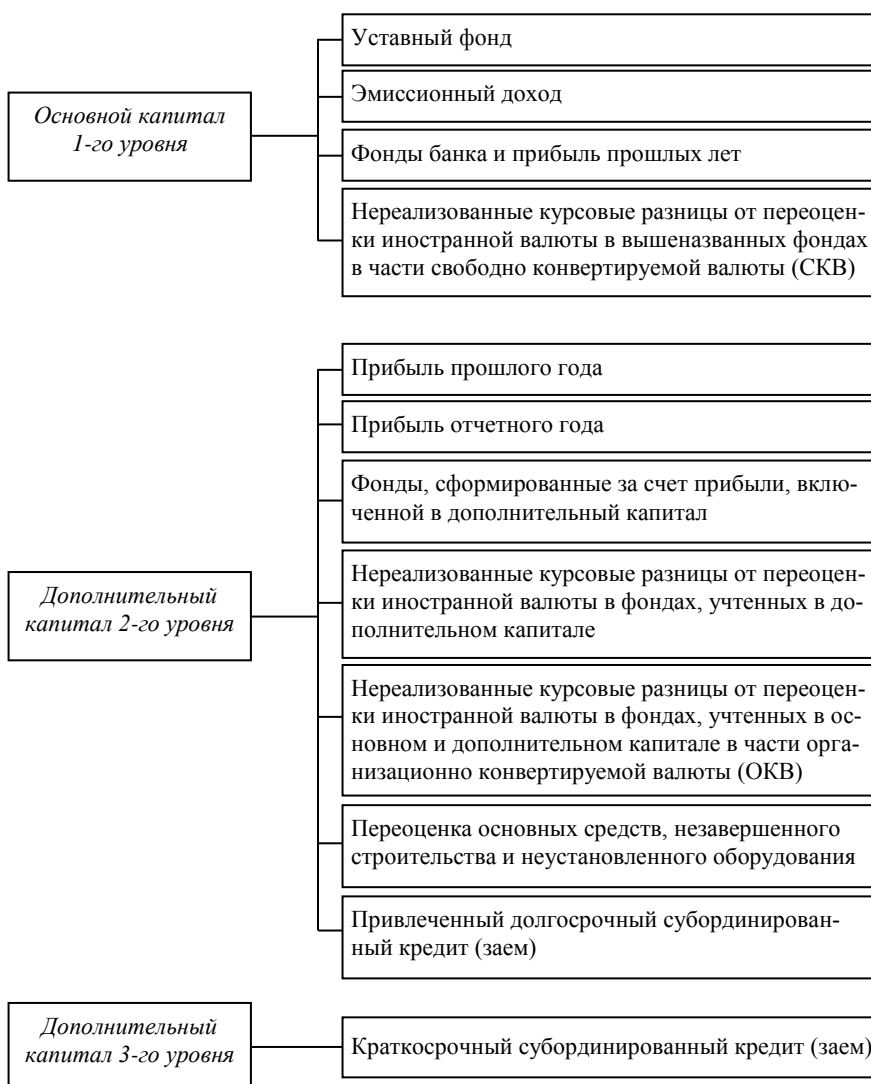 Основной капитал
1-го уровня
Уставный фонд
Эмиссионный доход
Фонды банка и прибыль прошлых лет
Нереализованные курсовые разницы от переоцен-
ки иностранной валюты в вышеназванных фондах
в части свободно конвертируемой валюты (СКВ)
Дополнительный
капитал 2-го уровня
Прибыль прошлого года
Прибыль отчетного года
Фонды, сформированные за счет прибыли, вклю-
ченной в дополнительный капитал
Нереализованные курсовые разницы от переоцен-
ки иностранной валюты в фондах, учтенных в до-
полнительном капитале
Нереализованные курсовые разницы от переоцен-
ки иностранной валюты в фондах, учтенных в ос-
новном и дополнительном капитале в части орга-
низационно конвертируемой валюты (ОКВ)
Переоценка основных средств, незавершенного
строительства и неустановленного оборудования
Привлеченный долгосрочный субординирован-
ный кредит (заем)
Дополнительный
капитал 3-го уровня
Краткосрочный субординированный кредит (заем)